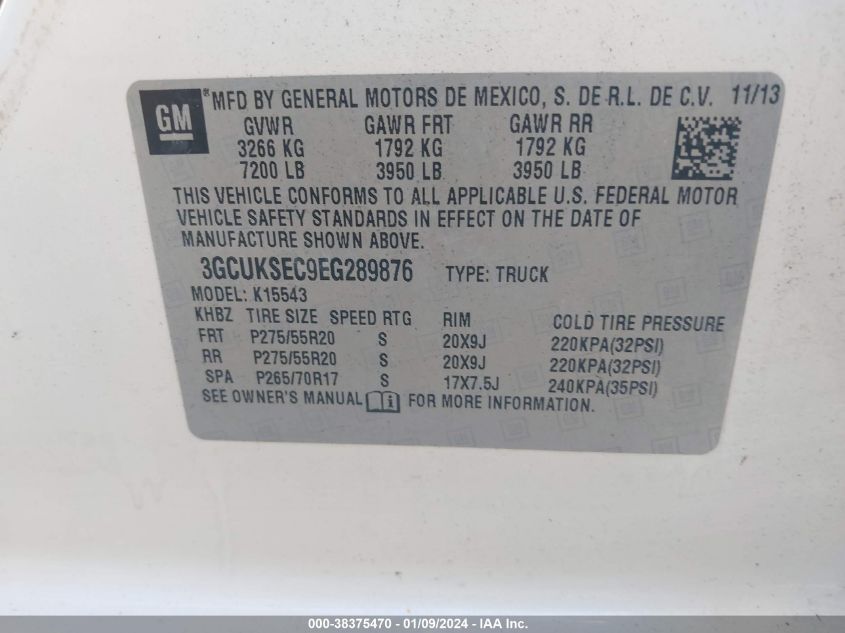 GM ® MFD BY GENERAL MOTORS DE MEXICO, S. DE R.L. DE C.V. 11/13
GVWR GAWR FRT GAWR RR
3266 KG 1792 KG 1792 KG
7200 LB 3950 LB 3950 LB
THIS VEHICLE CONFORMS TO ALL APPLICABLE U.S. FEDERAL MOTOR
VEHICLE SAFETY STANDARDS IN EFFECT ON THE DATE OF
MANUFACTURE SHOWN ABOVE.
3GCUKSEC9EG289876 TYPE: TRUCK
MODEL: K15543
KHBZ TIRE SIZE SPEED RTG RIM COLD TIRE PRESSURE
FRT P275/55R20 S 20X9J 220KPA(32PSI)
RR P275/55R20 S 20X9J 220KPA(32PSI)
SPA P265/70R17 S 17X7.5J 240KPA(35PSI)
SEE OWNER'S MANUAL i FOR MORE INFORMATION.
000-38375470 - 01/09/2024 - IAA Inc.